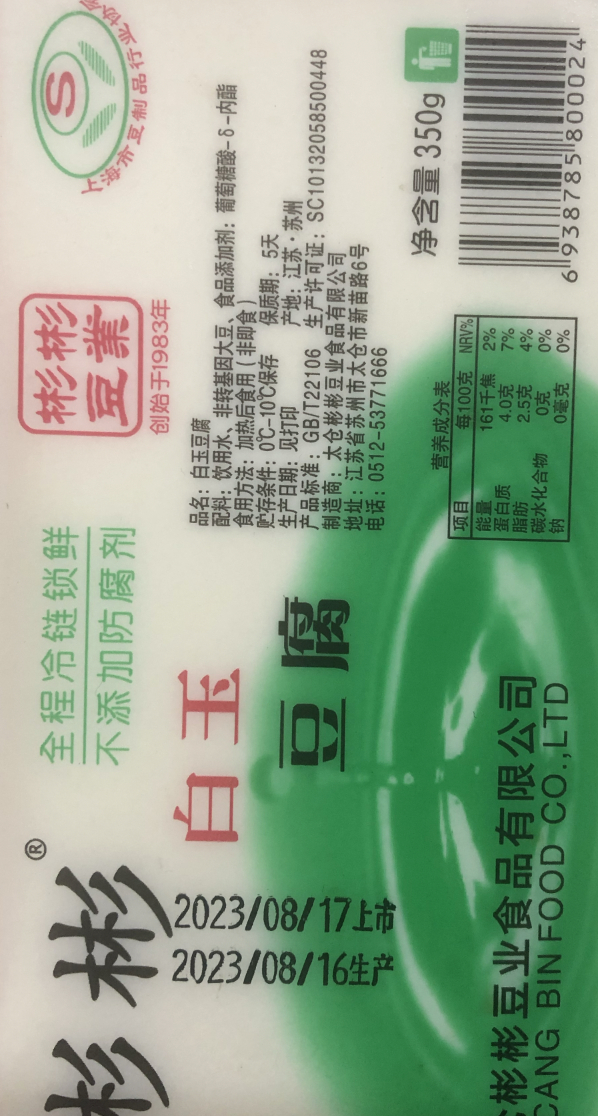 彬彬®
白玉
豆腐
2023/08/17上市
2023/08/16生产
彬彬豆业食品有限公司
CANG BIN FOOD CO.,LTD
全程冷链锁鲜
不添加防腐剂
彬彬
豆業
创始于1983年
S
上海市豆制品行业协会
品名：白玉豆腐
配料：饮用水、非转基因大豆、食品添加剂：葡萄糖酸-δ-内酯
食用方法：加热后食用（非即食）
贮存条件：0℃-10℃保存 保质期：5天
生产日期：见打印 产地：江苏·苏州
产品标准：GB/T22106 生产许可证：SC10132058500448
制造商：太仓彬彬豆业食品有限公司
地址：江苏省苏州市太仓市新苗路6号
电话：0512-53771666
净含量 350g
营养成分表
项目 每100克 NRV%
能量 161千焦 2%
蛋白质 4.0克 7%
脂肪 2.5克 4%
碳水化合物 0克 0%
钠 0毫克 0%
6 938785 800024